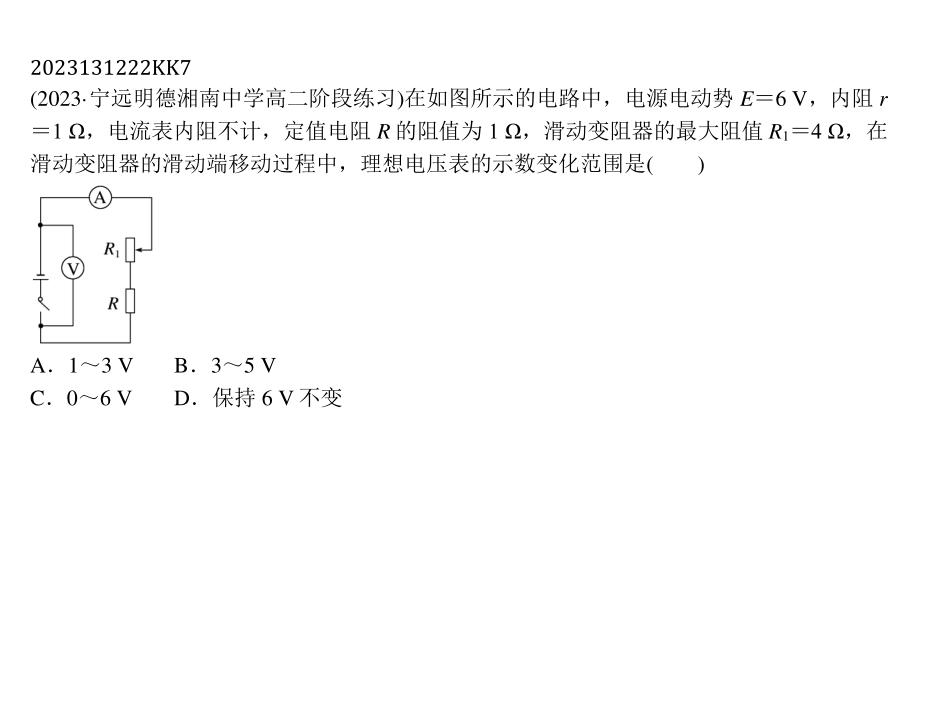 2023131222KK7
(2023·宁远明德湘南中学高二阶段练习)在如图所示的电路中，电源电动势 E＝6 V，内阻 r
＝1 Ω，电流表内阻不计，定值电阻 R 的阻值为 1 Ω，滑动变阻器的最大阻值 R₁＝4 Ω，在
滑动变阻器的滑动端移动过程中，理想电压表的示数变化范围是(　　)
A
R₁
V
R
A．1～3 V　　B．3～5 V
C．0～6 V　　D．保持 6 V 不变